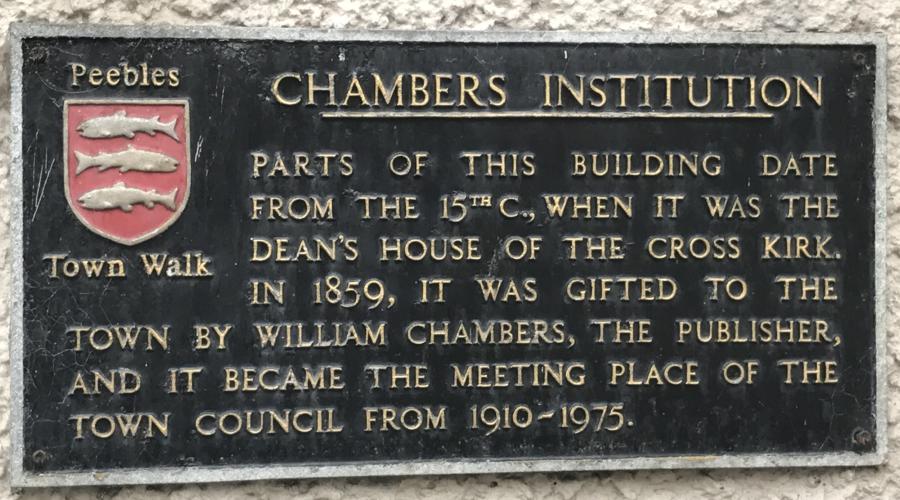 Peebles
Town Walk
CHAMBERS INSTITUTION
PARTS OF THIS BUILDING DATE
FROM THE 15TH C., WHEN IT WAS THE
DEAN'S HOUSE OF THE CROSS KIRK.
IN 1859, IT WAS GIFTED TO THE
TOWN BY WILLIAM CHAMBERS, THE PUBLISHER,
AND IT BECAME THE MEETING PLACE OF THE
TOWN COUNCIL FROM 1910-1975.